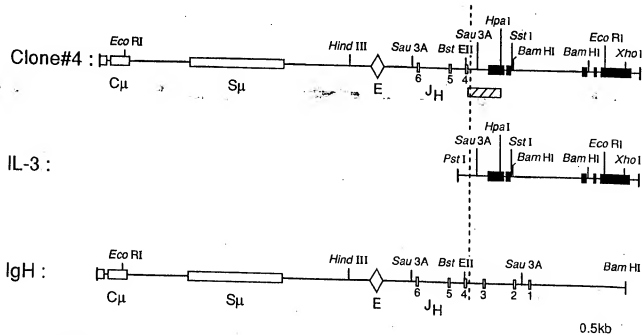 Hpa I
Sau 3A
Sst I
Eco RI
Eco RI
Hind III
Sau 3A
Bst EII
Bam HI
Bam HI
Xho I
Clone#4 :
Cμ
Sμ
E
6
5
4
JH
Hpa I
Sau 3A
Sst I
Eco RI
Pst I
Bam HI
Bam HI
Xho I
IL-3 :
Eco RI
Hind III
Sau 3A
Bst EII
Sau 3A
Bam HI
IgH :
Cμ
Sμ
E
6
5
4
3
2
1
JH
0.5kb